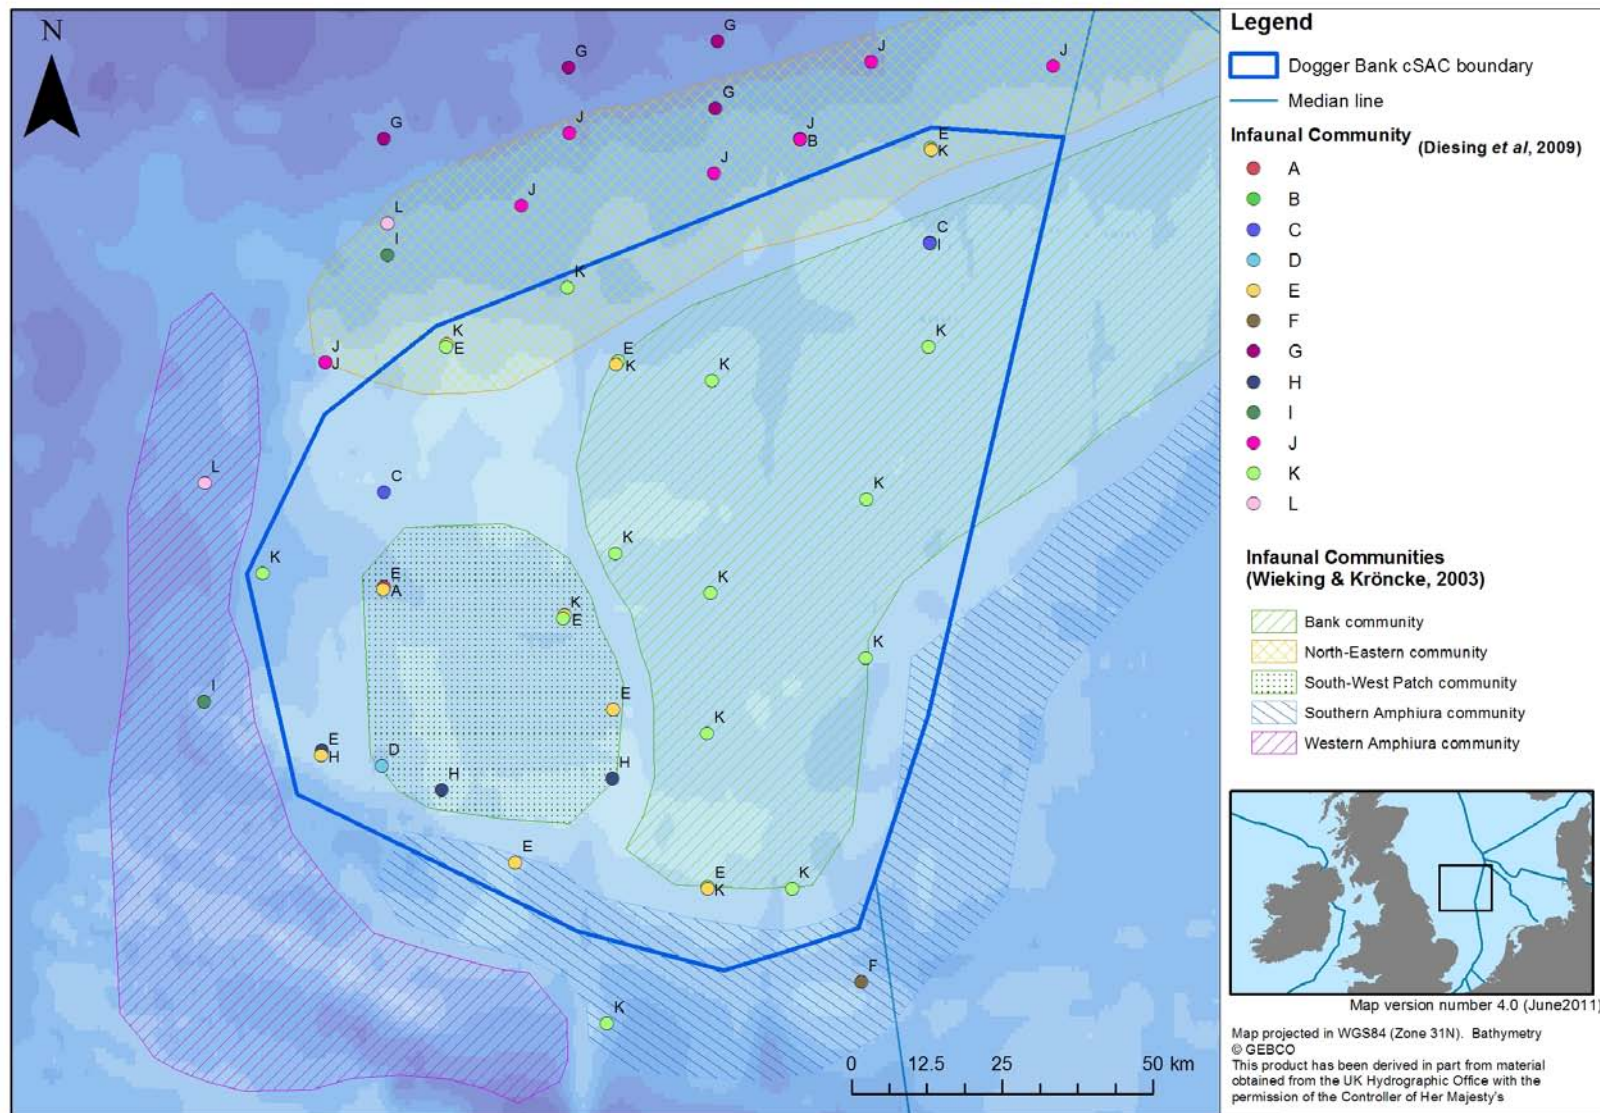 N
G
G
J
J
G
G
J
J
B
E
K
J
J
L
I
C
I
K
K
E
J
J
E
K
K
K
L
C
K
K
K
E
A
K
K
E
K
I
E
K
E
H
D
H
H
E
E
K
K
F
K
0 12.5 25 50 km
Legend
Dogger Bank cSAC boundary
Median line
Infaunal Community (Diesing et al, 2009)
A
B
C
D
E
F
G
H
I
J
K
L
Infaunal Communities
(Wieking & Kröncke, 2003)
Bank community
North-Eastern community
South-West Patch community
Southern Amphiura community
Western Amphiura community
Map version number 4.0 (June2011)
Map projected in WGS84 (Zone 31N). Bathymetry
© GEBCO
This product has been derived in part from material
obtained from the UK Hydrographic Office with the
permission of the Controller of Her Majesty's